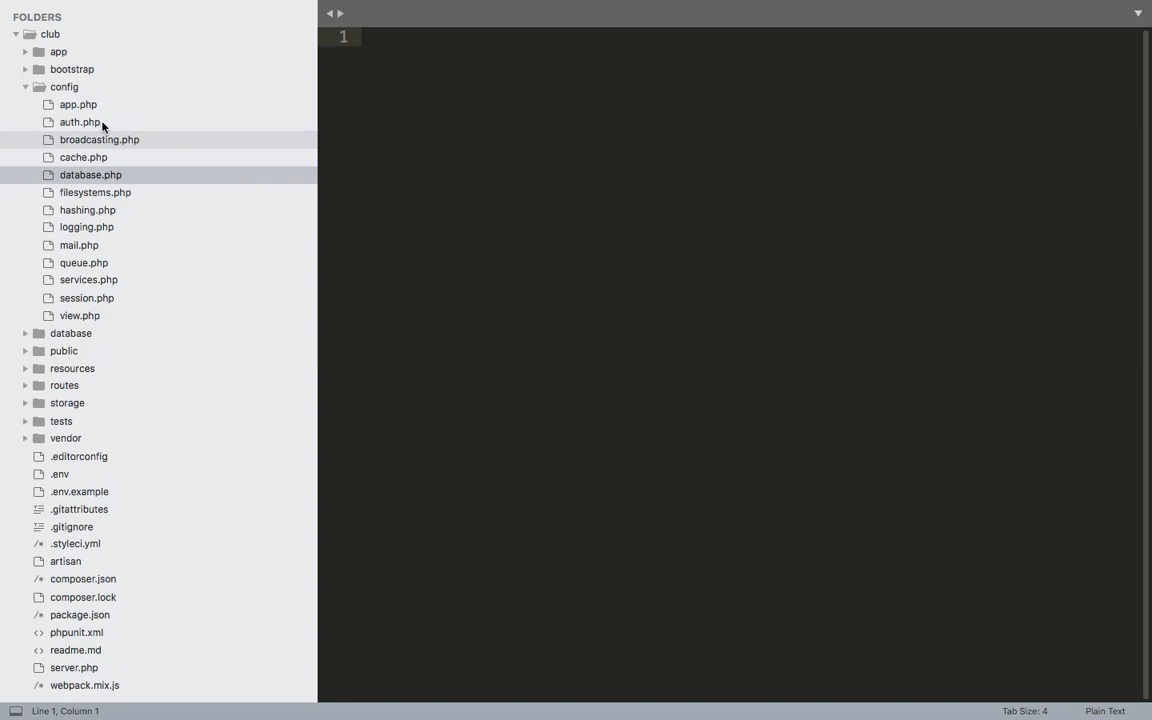 FOLDERS
club
app
bootstrap
config
app.php
auth.php
broadcasting.php
cache.php
database.php
filesystems.php
hashing.php
logging.php
mail.php
queue.php
services.php
session.php
view.php
database
public
resources
routes
storage
tests
vendor
.editorconfig
.env
.env.example
.gitattributes
.gitignore
/* .styleci.yml
artisan
/* composer.json
composer.lock
/* package.json
<> phpunit.xml
<> readme.md
server.php
/* webpack.mix.js
1
Line 1, Column 1
Tab Size: 4
Plain Text